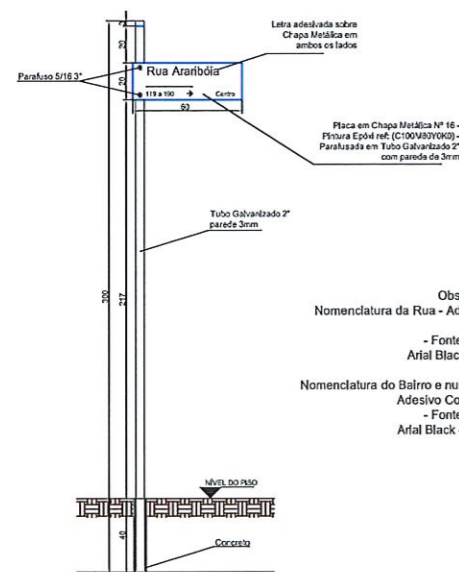 Letra adesivada sobre
Chapa Metálica em
ambos os lados
Parafuso 5/16 3"
Rua Araribóia
119 a 190
Centro
60
30
20
Placa em Chapa Metálica Nº 16 -
Pintura Epóxi ref: (C100M80Y0K0) -
Parafusada em Tubo Galvanizado 2"
com parede de 3mm
Tubo Galvanizado 2"
parede 3mm
300
217
Obs
Nomenclatura da Rua - Ad
- Fonte
Arial Black
Nomenclatura do Bairro e nu
Adesivo Co
- Fonte
Arial Black
NÍVEL DO PISO
40
Concreto